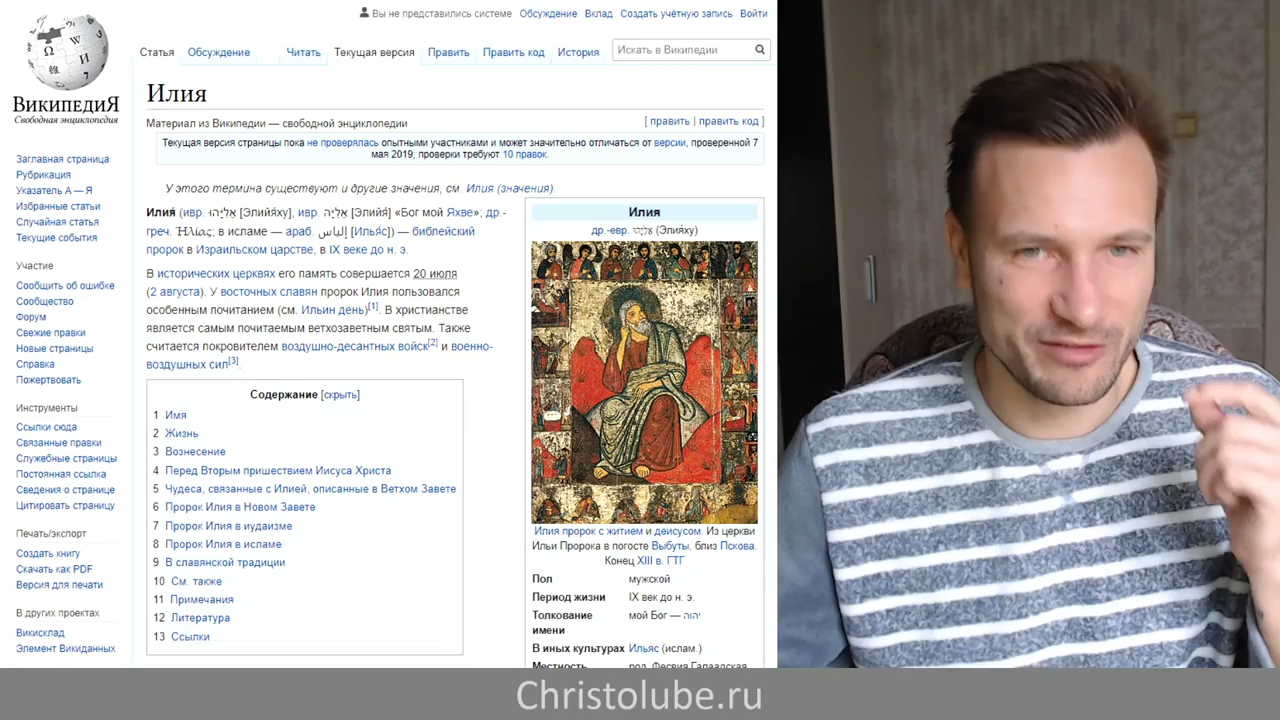 Вы не представились системе Обсуждение Вклад Создать учётную запись Войти
Статья Обсуждение Читать Текущая версия Править Править код История Искать в Википедии
ВИКИПЕДИЯ
Свободная энциклопедия
Заглавная страница
Рубрикация
Указатель А — Я
Избранные статьи
Случайная статья
Текущие события
Участие
Сообщить об ошибке
Сообщество
Форум
Свежие правки
Новые страницы
Справка
Пожертвовать
Инструменты
Ссылки сюда
Связанные правки
Служебные страницы
Постоянная ссылка
Сведения о странице
Цитировать страницу
Печать/экспорт
Создать книгу
Скачать как PDF
Версия для печати
В других проектах
Викисклад
Элемент Викиданных
Илия
Материал из Википедии — свободной энциклопедии [ править | править код ]
Текущая версия страницы пока не проверялась опытными участниками и может значительно отличаться от версии, проверенной 7
мая 2019; проверки требуют 10 правок.
У этого термина существуют и другие значения, см. Илия (значения).
Илия́ (ивр. אֵלִיָּהוּ [Элийя́ху], ивр. אֵלִיָּה [Элийя́] «Бог мой Яхве»; др.-
греч. Ἠλίας; в исламе — араб. إلياس [Илья́с]) — библейский
пророк в Израильском царстве, в IX веке до н. э.
В исторических церквях его память совершается 20 июля
(2 августа). У восточных славян пророк Илия пользовался
особенным почитанием (см. Ильин день)[1]. В христианстве
является самым почитаемым ветхозаветным святым. Также
считается покровителем воздушно-десантных войск[2] и военно-
воздушных сил[3].
Содержание [скрыть]
1 Имя
2 Жизнь
3 Вознесение
4 Перед Вторым пришествием Иисуса Христа
5 Чудеса, связанные с Илией, описанные в Ветхом Завете
6 Пророк Илия в Новом Завете
7 Пророк Илия в иудаизме
8 Пророк Илия в исламе
9 В славянской традиции
10 См. также
11 Примечания
12 Литература
13 Ссылки
Илия
др.-евр. אֵלִיָּהוּ (Элия́ху)
Илия пророк с житием и деисусом. Из церкви
Ильи Пророка в погосте Выбуты, близ Пскова.
Конец XIII в. ГТГ
Пол мужской
Период жизни IX век до н. э.
Толкование мой Бог — יהוה
имени
В иных культурах Ильяс (ислам.)
Местность род. Фесвия Галаадская
Christolube.ru